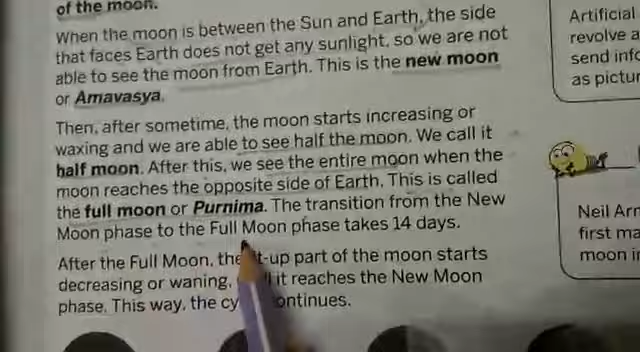 of the moon.
When the moon is between the Sun and Earth, the side
that faces Earth does not get any sunlight, so we are not
able to see the moon from Earth. This is the new moon
or Amavasya.
Then, after sometime, the moon starts increasing or
waxing and we are able to see half the moon. We call it
half moon. After this, we see the entire moon when the
moon reaches the opposite side of Earth. This is called
the full moon or Purnima. The transition from the New
Moon phase to the Full Moon phase takes 14 days.
After the Full Moon, the t-up part of the moon starts
decreasing or waning, it reaches the New Moon
phase. This way, the cy ontinues.
Artificial
revolve a
send info
as pictur
Neil Arm
first ma
moon in